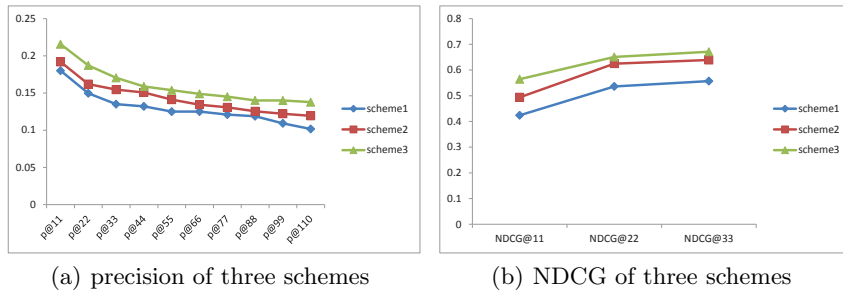 0.25
0.2
0.15
0.1
0.05
0
p@11
p@22
p@33
p@44
p@55
p@66
p@77
p@88
p@99
p@110
scheme1
scheme2
scheme3
(a) precision of three schemes
0.8
0.7
0.6
0.5
0.4
0.3
0.2
0.1
0
NDCG@11
NDCG@22
NDCG@33
scheme1
scheme2
scheme3
(b) NDCG of three schemes